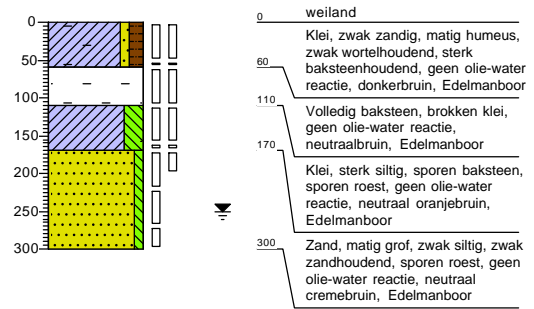 0
50
100
150
200
250
300
0 weiland
Klei, zwak zandig, matig humeus,
zwak wortelhoudend, sterk
baksteenhoudend, geen olie-water
reactie, donkerbruin, Edelmanboor
60
Volledig baksteen, brokken klei,
geen olie-water reactie,
neutraalbruin, Edelmanboor
110
Klei, sterk siltig, sporen baksteen,
sporen roest, geen olie-water
reactie, neutraal oranjebruin,
Edelmanboor
170
Zand, matig grof, zwak siltig, zwak
zandhoudend, sporen roest, geen
olie-water reactie, neutraal
cremebruin, Edelmanboor
300